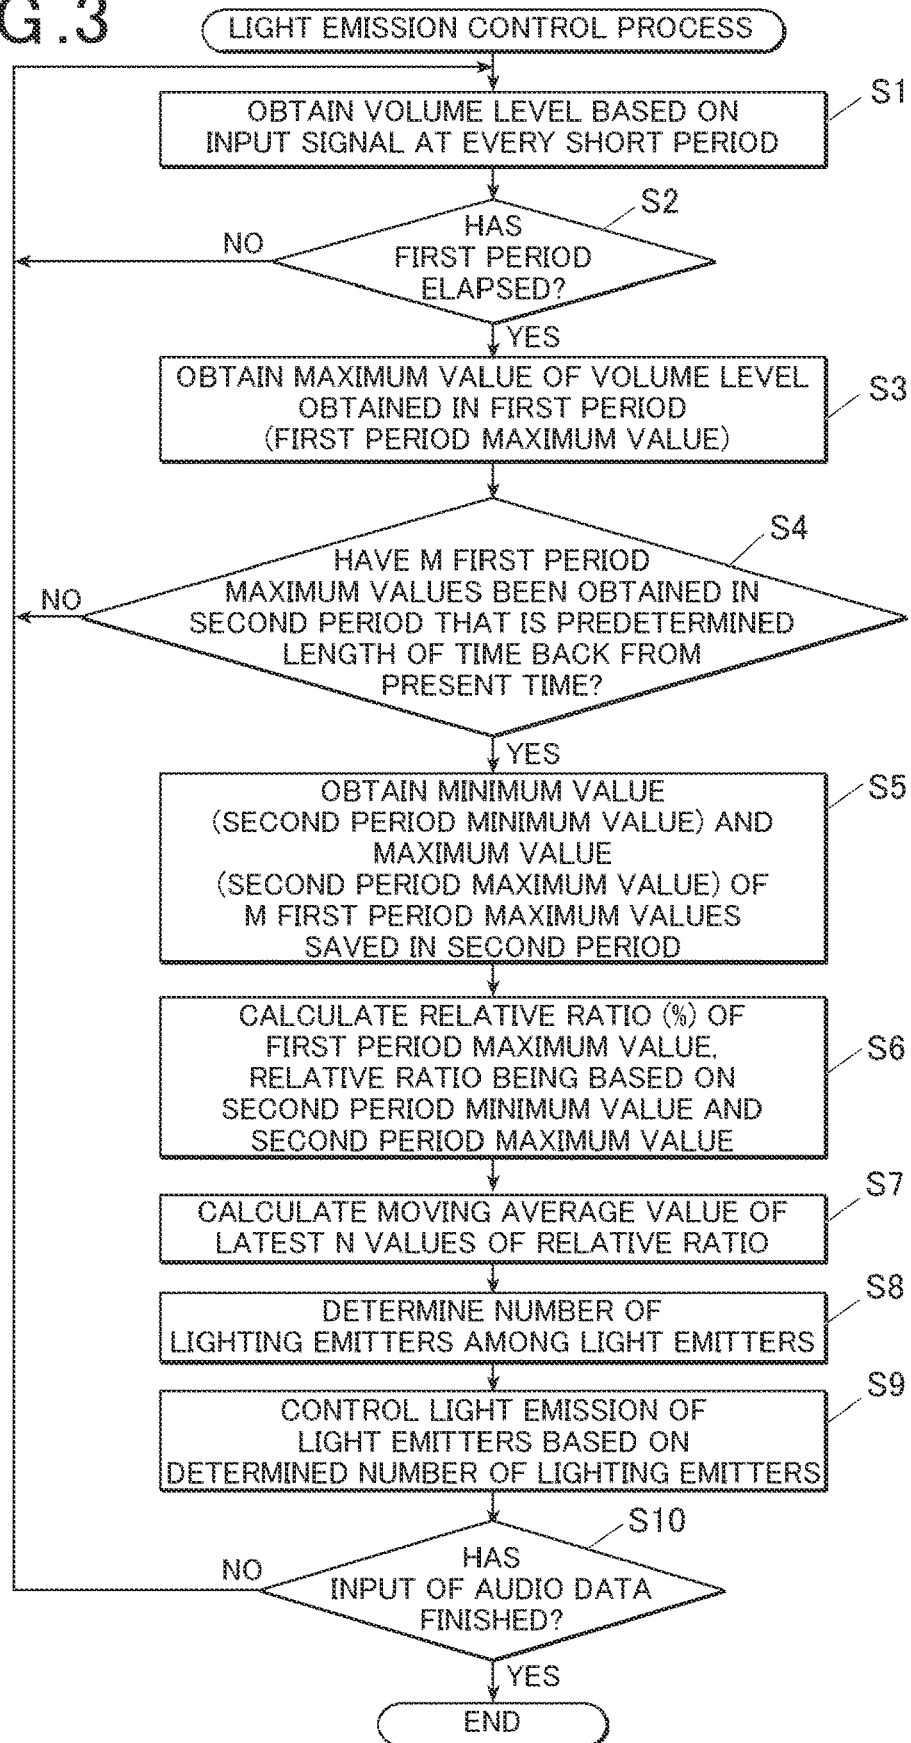 G.3
LIGHT EMISSION CONTROL PROCESS
S1
OBTAIN VOLUME LEVEL BASED ON
INPUT SIGNAL AT EVERY SHORT PERIOD
S2
HAS
FIRST PERIOD
ELAPSED?
NO
YES
S3
OBTAIN MAXIMUM VALUE OF VOLUME LEVEL
OBTAINED IN FIRST PERIOD
(FIRST PERIOD MAXIMUM VALUE)
S4
HAVE M FIRST PERIOD
MAXIMUM VALUES BEEN OBTAINED IN
SECOND PERIOD THAT IS PREDETERMINED
LENGTH OF TIME BACK FROM
PRESENT TIME?
NO
YES
S5
OBTAIN MINIMUM VALUE
(SECOND PERIOD MINIMUM VALUE) AND
MAXIMUM VALUE
(SECOND PERIOD MAXIMUM VALUE) OF
M FIRST PERIOD MAXIMUM VALUES
SAVED IN SECOND PERIOD
S6
CALCULATE RELATIVE RATIO (%) OF
FIRST PERIOD MAXIMUM VALUE,
RELATIVE RATIO BEING BASED ON
SECOND PERIOD MINIMUM VALUE AND
SECOND PERIOD MAXIMUM VALUE
S7
CALCULATE MOVING AVERAGE VALUE OF
LATEST N VALUES OF RELATIVE RATIO
S8
DETERMINE NUMBER OF
LIGHTING EMITTERS AMONG LIGHT EMITTERS
S9
CONTROL LIGHT EMISSION OF
LIGHT EMITTERS BASED ON
DETERMINED NUMBER OF LIGHTING EMITTERS
S10
HAS
INPUT OF AUDIO DATA
FINISHED?
NO
YES
END